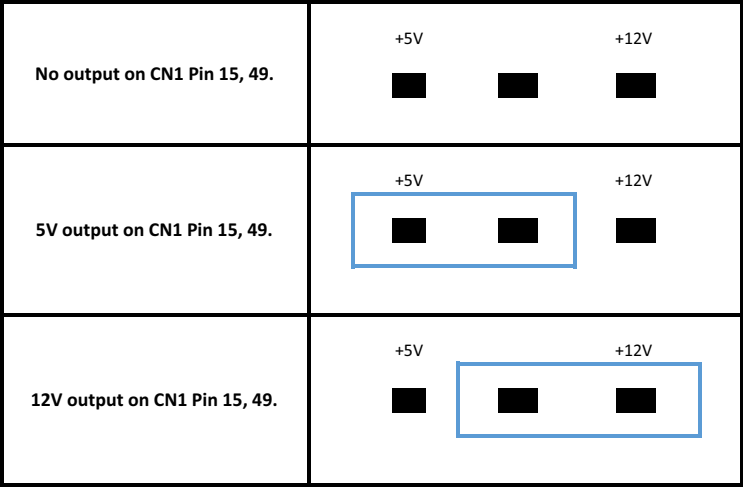 No output on CN1 Pin 15, 49.
+5V +12V
5V output on CN1 Pin 15, 49.
+5V +12V
12V output on CN1 Pin 15, 49.
+5V +12V